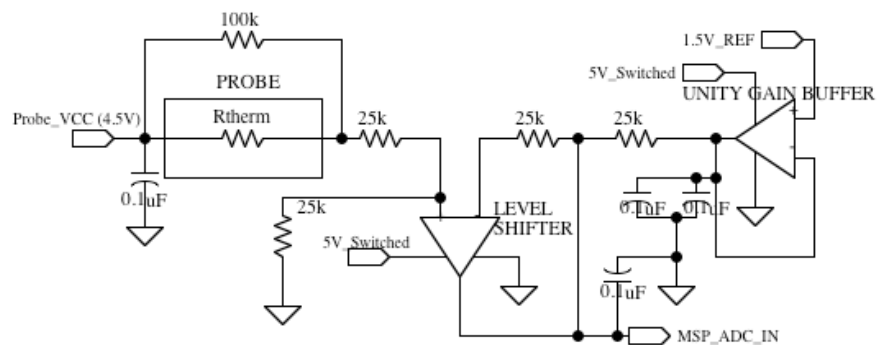 100k
1.5V_REF
PROBE
5V_Switched
UNITY GAIN BUFFER
Probe_VCC (4.5V)
Rtherm
25k
25k
25k
+
-
0.1uF
25k
0.1uF
0.1uF
LEVEL
SHIFTER
5V_Switched
0.1uF
MSP_ADC_IN